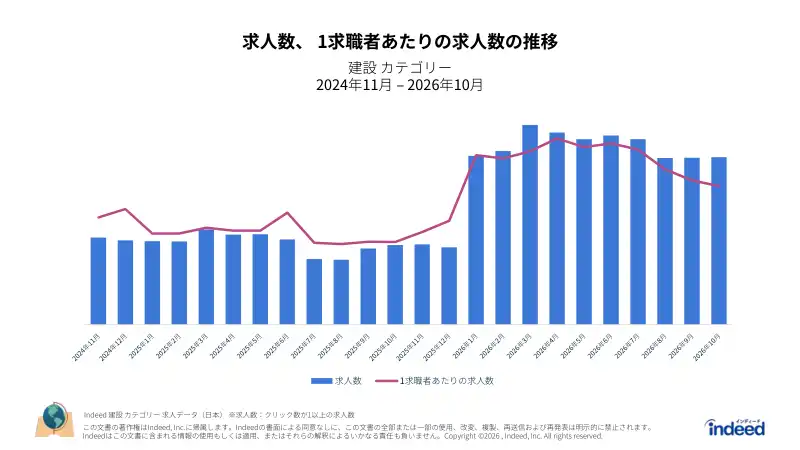 求人数、 1求職者あたりの求人数の推移
建設 カテゴリー
2024年11月 – 2026年10月
2024年11月
2024年12月
2025年1月
2025年2月
2025年3月
2025年4月
2025年5月
2025年6月
2025年7月
2025年8月
2025年9月
2025年10月
2025年11月
2025年12月
2026年1月
2026年2月
2026年3月
2026年4月
2026年5月
2026年6月
2026年7月
2026年8月
2026年9月
2026年10月
求人数
1求職者あたりの求人数
Indeed 建設 カテゴリー 求人データ（日本） ※求人数：クリック数が1以上の求人数
この文書の著作権はIndeed, Inc.に帰属します。Indeedの書面による同意なしに、この文書の全部または一部の使用、改変、複製、再送信および再発表は明示的に禁止されます。
Indeedはこの文書に含まれる情報の使用もしくは適用、またはそれらの解釈によるいかなる責任も負いません。Copyright ©2026 , Indeed, Inc. All rights reserved.
インディード
indeed